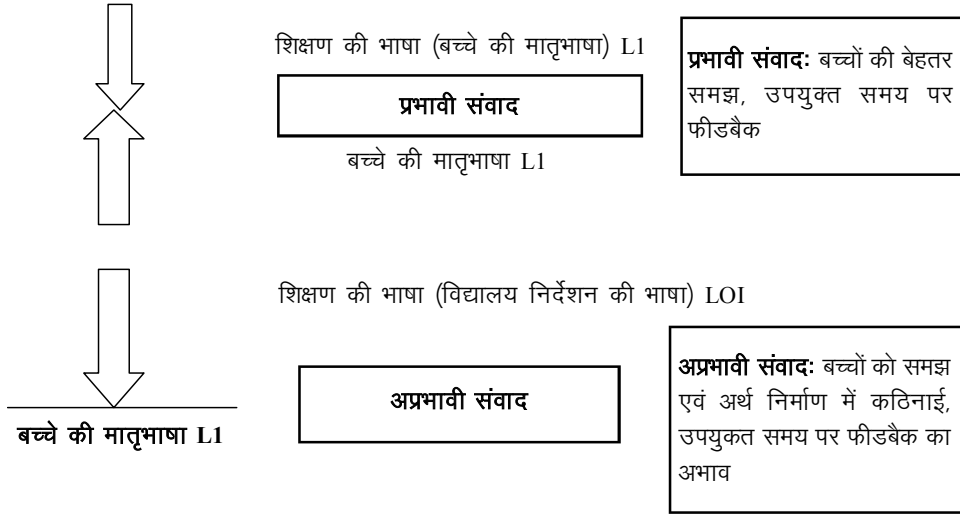 शिक्षण की भाषा (बच्चे की मातृभाषा) L1
प्रभावी संवाद
बच्चे की मातृभाषा L1
प्रभावी संवादः बच्चों की बेहतर
समझ, उपयुक्त समय पर
फीडबैक
शिक्षण की भाषा (विद्यालय निर्देशन की भाषा) LOI
अप्रभावी संवाद
बच्चे की मातृभाषा L1
अप्रभावी संवादः बच्चों को समझ
एवं अर्थ निर्माण में कठिनाई,
उपयुकत समय पर फीडबैक का
अभाव